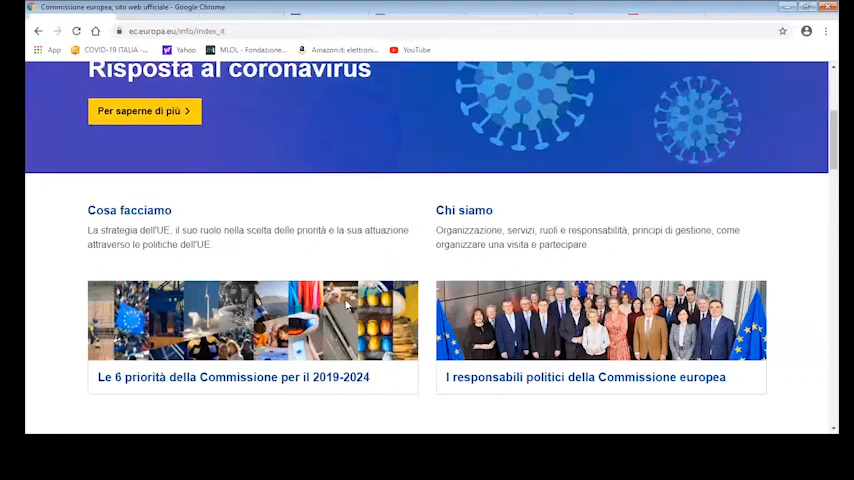 Commissione europea, sito web ufficiale - Google Chrome
ec.europa.eu/info/index_it
App
COVID-19 ITALIA -...
Yahoo
MLOL - Fondazione...
Amazon.it: elettroni...
YouTube
Risposta al coronavirus
Per saperne di più
Cosa facciamo
La strategia dell'UE, il suo ruolo nella scelta delle priorità e la sua attuazione
attraverso le politiche dell'UE
Chi siamo
Organizzazione, servizi, ruoli e responsabilità, principi di gestione, come
organizzare una visita e partecipare
Le 6 priorità della Commissione per il 2019-2024
I responsabili politici della Commissione europea